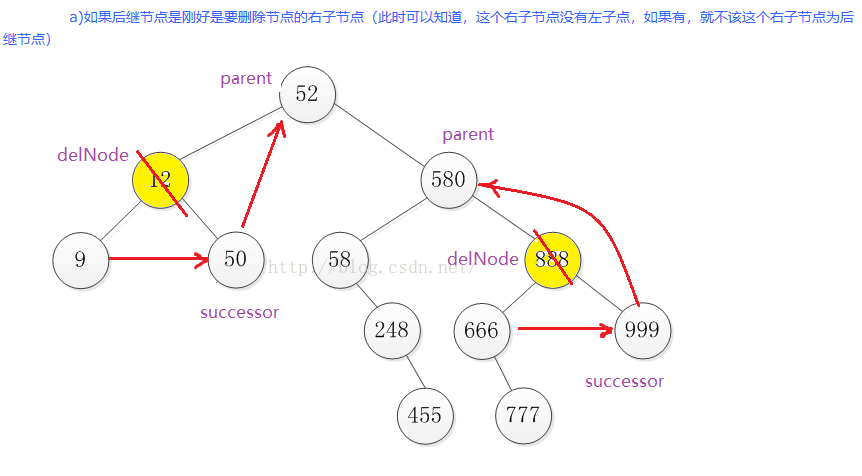 a)如果后继节点是刚好是要删除节点的右子节点（此时可以知道，这个右子节点没有左子点，如果有，就不该这个右子节点为后
继节点）
parent
52
parent
delNode
12
580
9
50
58
delNode
888
http://blog.csdn.net/
successor
248
666
999
successor
455
777